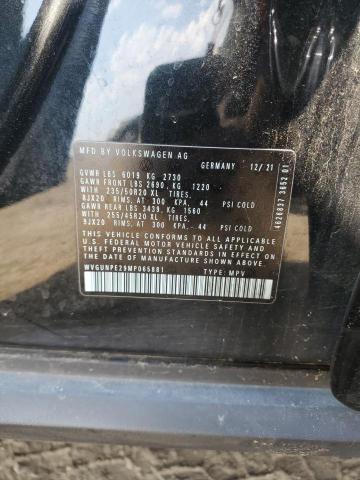 MFD BY VOLKSWAGEN AG
GERMANY 12/21
GVWR LBS 6019 KG 2730
GAWR FRONT LBS 2690, KG 1220
WITH 235/50R20 XL TIRES,
8JX20 RIMS, AT 300 KPA, 44 PSI COLD
GAWR REAR LBS 3439, KG 1560
WITH 255/45R20 XL TIRES,
9JX20 RIMS, AT 300 KPA, 44 PSI COLD
THIS VEHICLE CONFORMS TO ALL APPLICABLE
U.S. FEDERAL MOTOR VEHICLE SAFETY AND
THEFT PREVENTION STANDARDS IN EFFECT ON THE
DATE OF MANUFACTURE SHOWN ABOVE.
WVGUNPE29MP065881 TYPE: MPV
4626837 3652 01